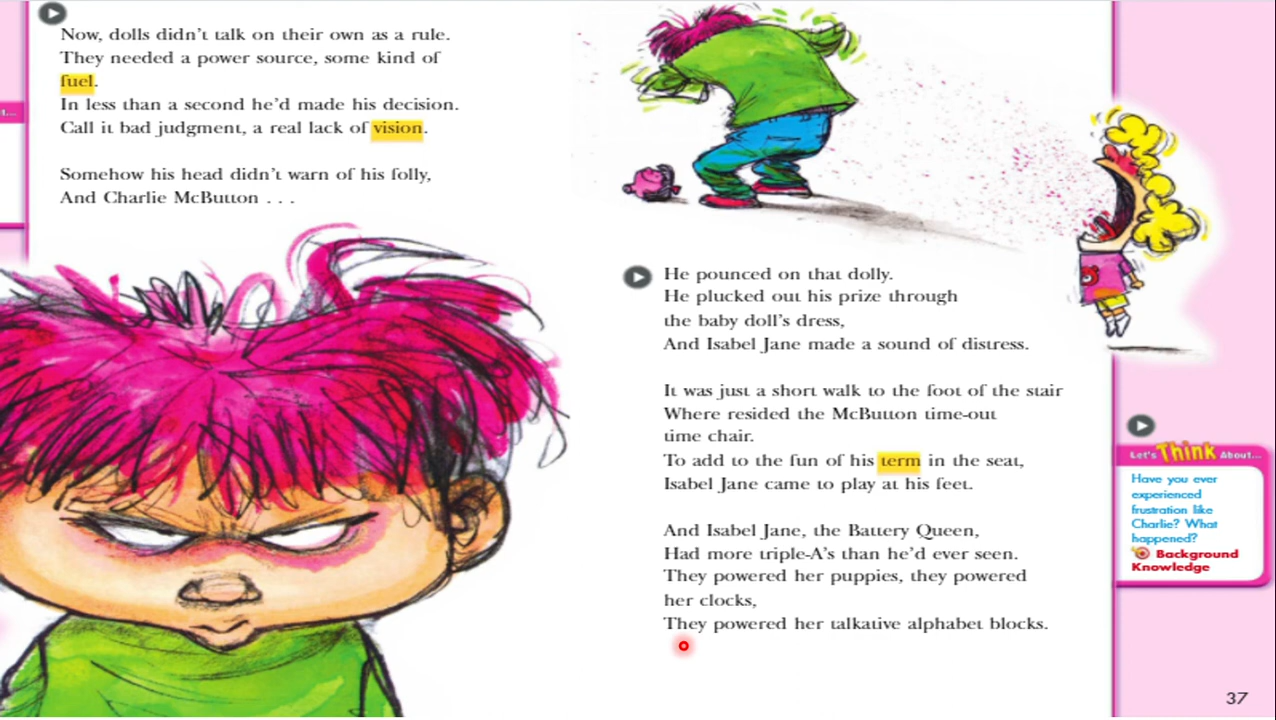 Now, dolls didn't talk on their own as a rule.
They needed a power source, some kind of
fuel.
In less than a second he'd made his decision.
Call it bad judgment, a real lack of vision.
Somehow his head didn't warn of his folly,
And Charlie McButton . . .
He pounced on that dolly.
He plucked out his prize through
the baby doll's dress,
And Isabel Jane made a sound of distress.
It was just a short walk to the foot of the stair
Where resided the McButton time-out
time chair.
To add to the fun of his term in the seat,
Isabel Jane came to play at his feet.
And Isabel Jane, the Battery Queen,
Had more triple-A's than he'd ever seen.
They powered her puppies, they powered
her clocks,
They powered her talkative alphabet blocks.
Let's Think About...
Have you ever
experienced
frustration like
Charlie? What
happened?
Background
Knowledge
37